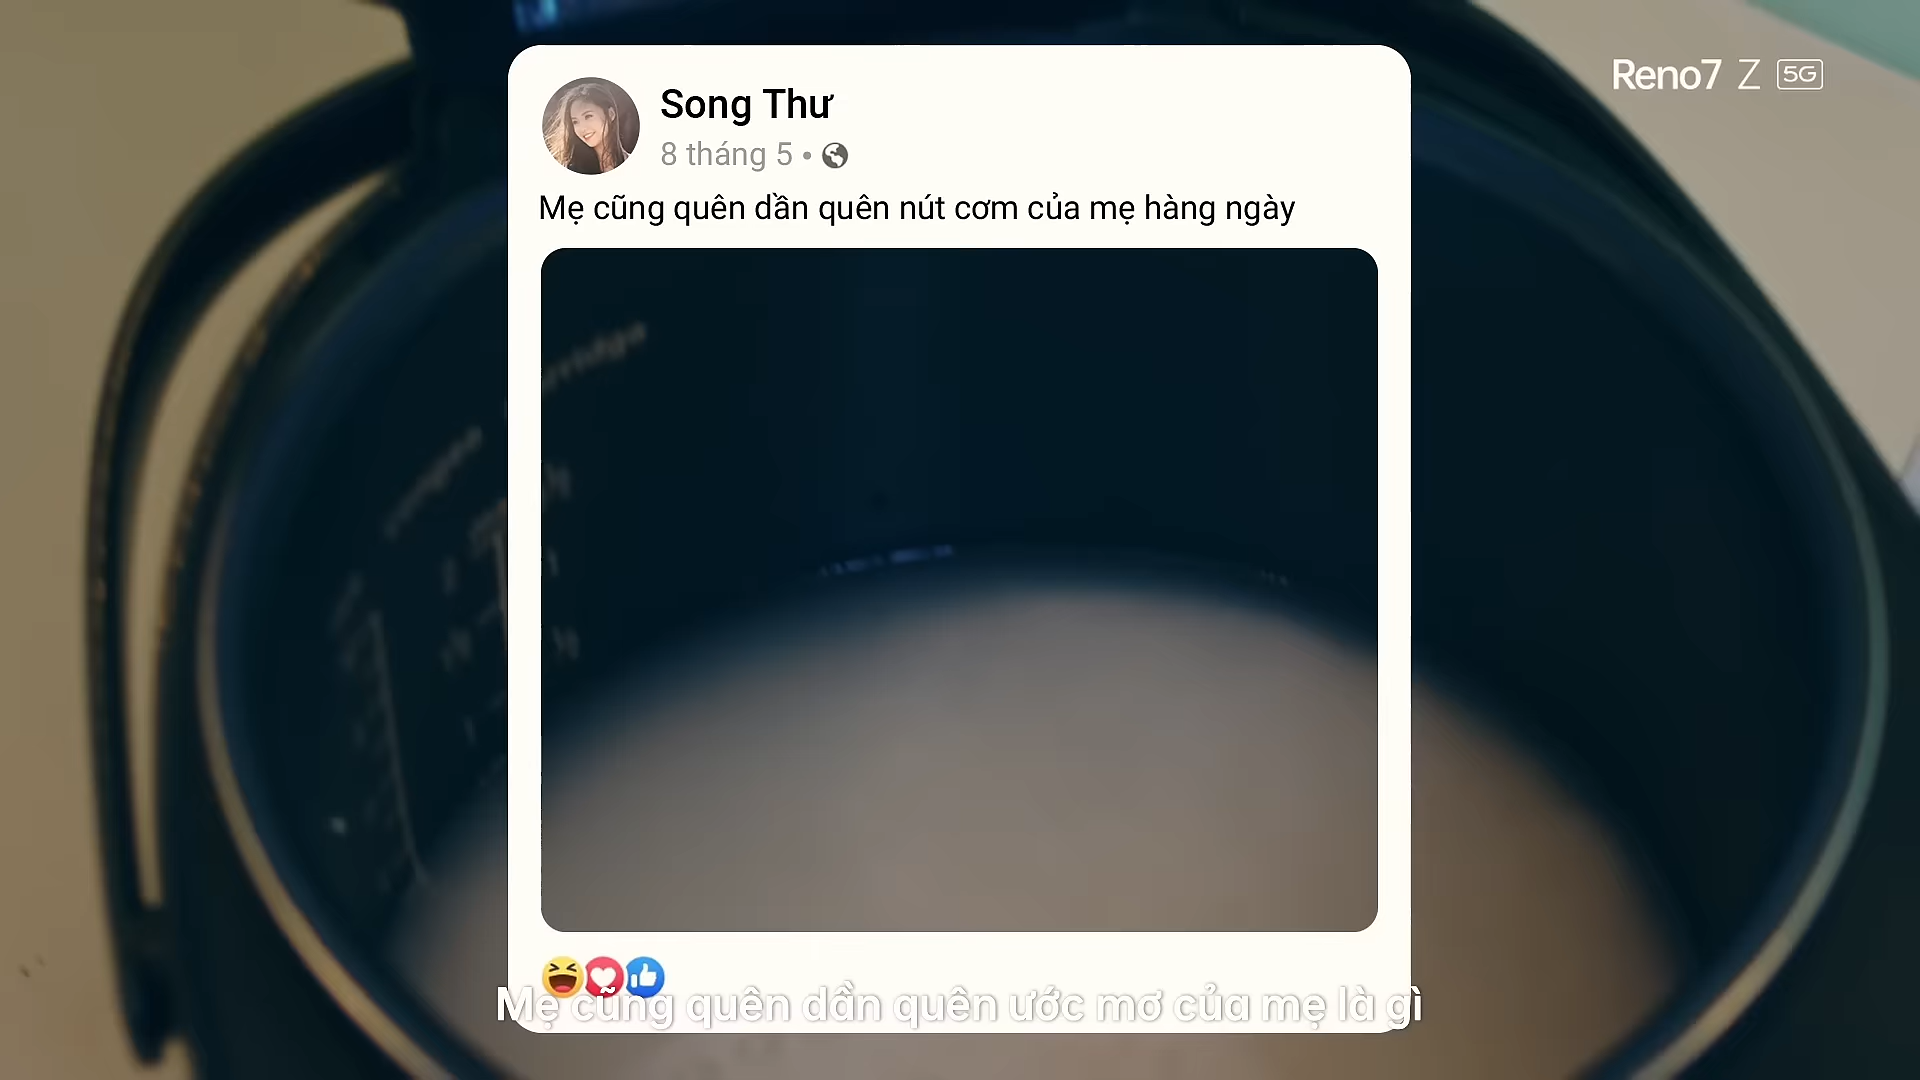 Reno7 Z 5G
Song Thư
8 tháng 5
Mẹ cũng quên dần quên nút cơm của mẹ hàng ngày
Mẹ cũng quên dần quên ước mơ của mẹ là gì